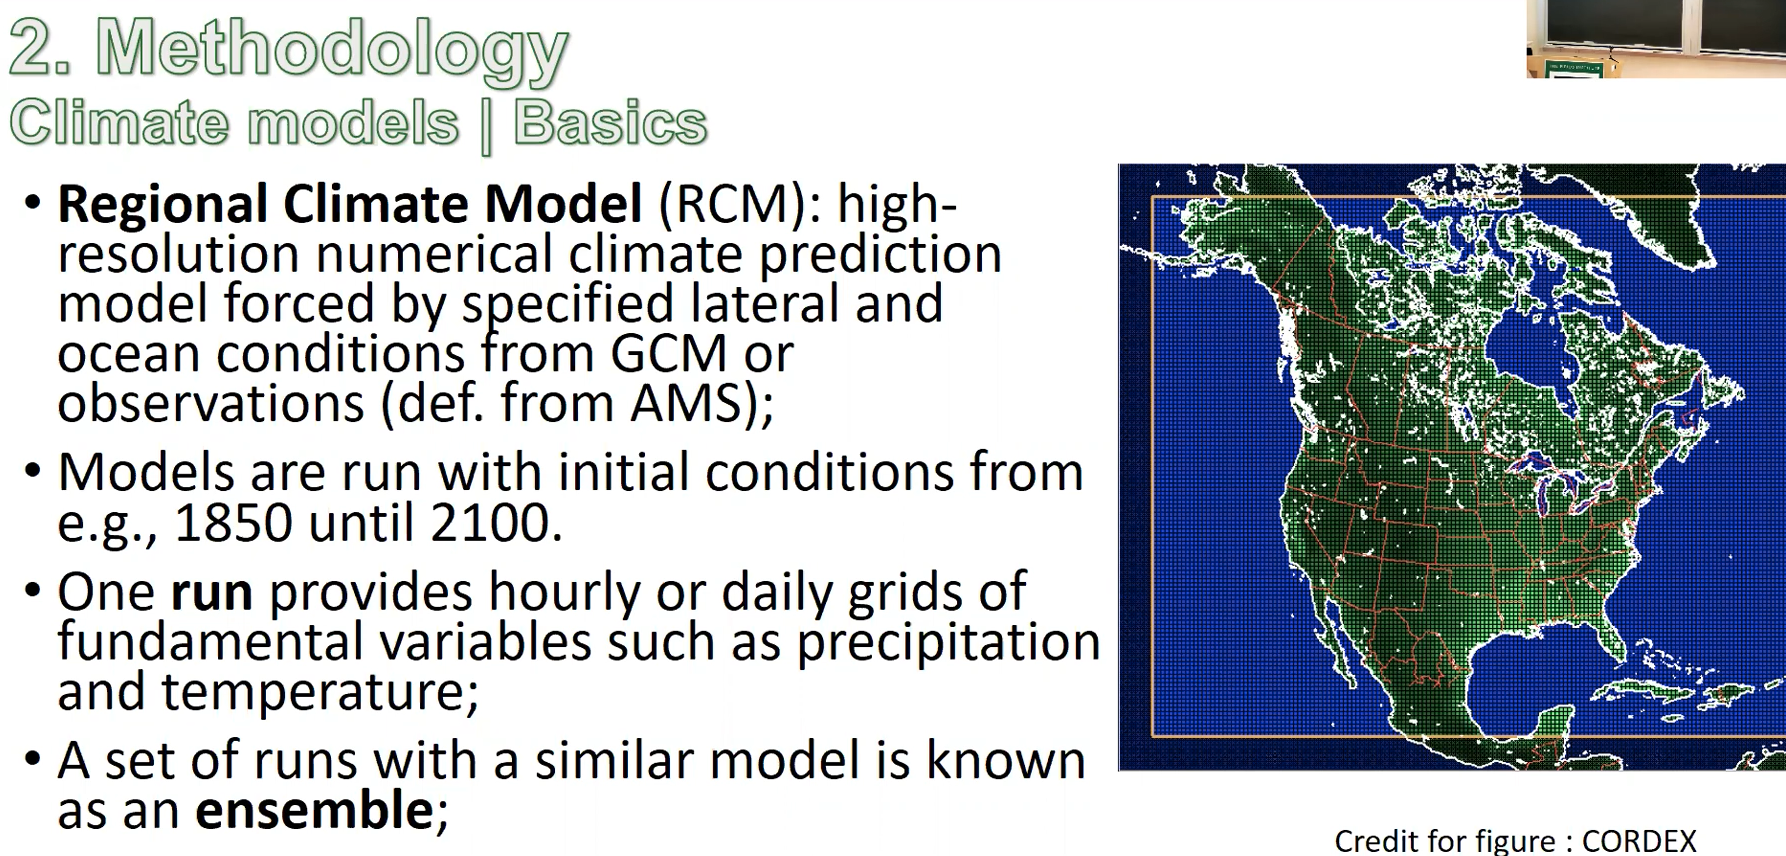 2. Methodology
Climate models | Basics
• Regional Climate Model (RCM): high-
resolution numerical climate prediction
model forced by specified lateral and
ocean conditions from GCM or
observations (def. from AMS);
• Models are run with initial conditions from
e.g., 1850 until 2100.
• One run provides hourly or daily grids of
fundamental variables such as precipitation
and temperature;
• A set of runs with a similar model is known
as an ensemble;
Credit for figure : CORDEX